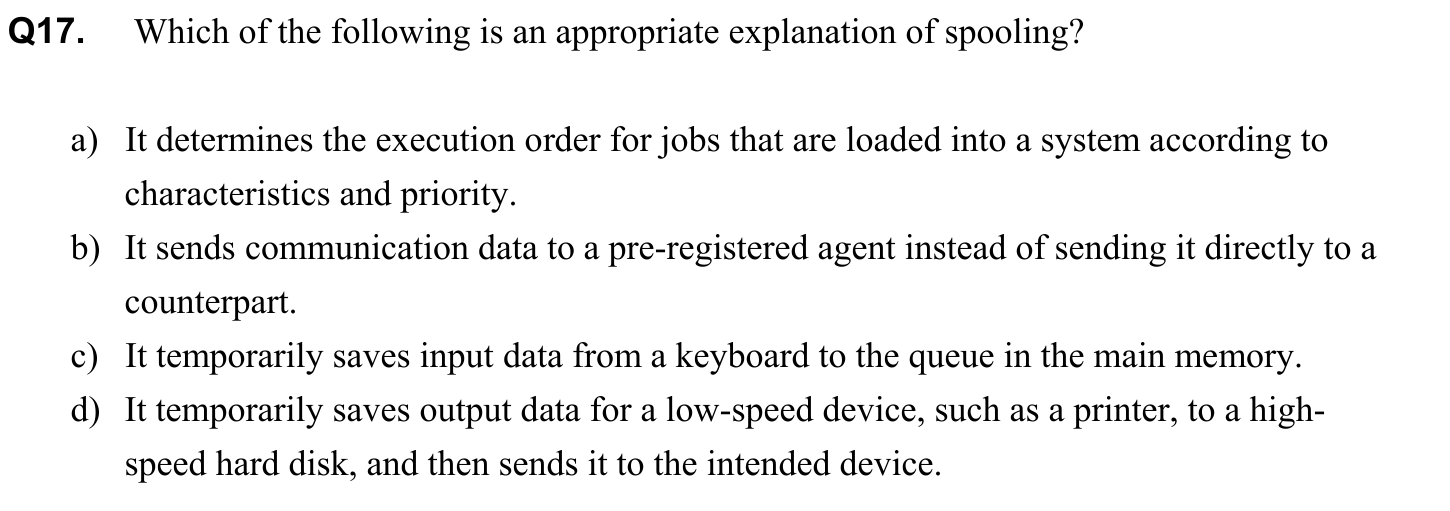 Q17. Which of the following is an appropriate explanation of spooling?
a) It determines the execution order for jobs that are loaded into a system according to
characteristics and priority.
b) It sends communication data to a pre-registered agent instead of sending it directly to a
counterpart.
c) It temporarily saves input data from a keyboard to the queue in the main memory.
d) It temporarily saves output data for a low-speed device, such as a printer, to a high-
speed hard disk, and then sends it to the intended device.